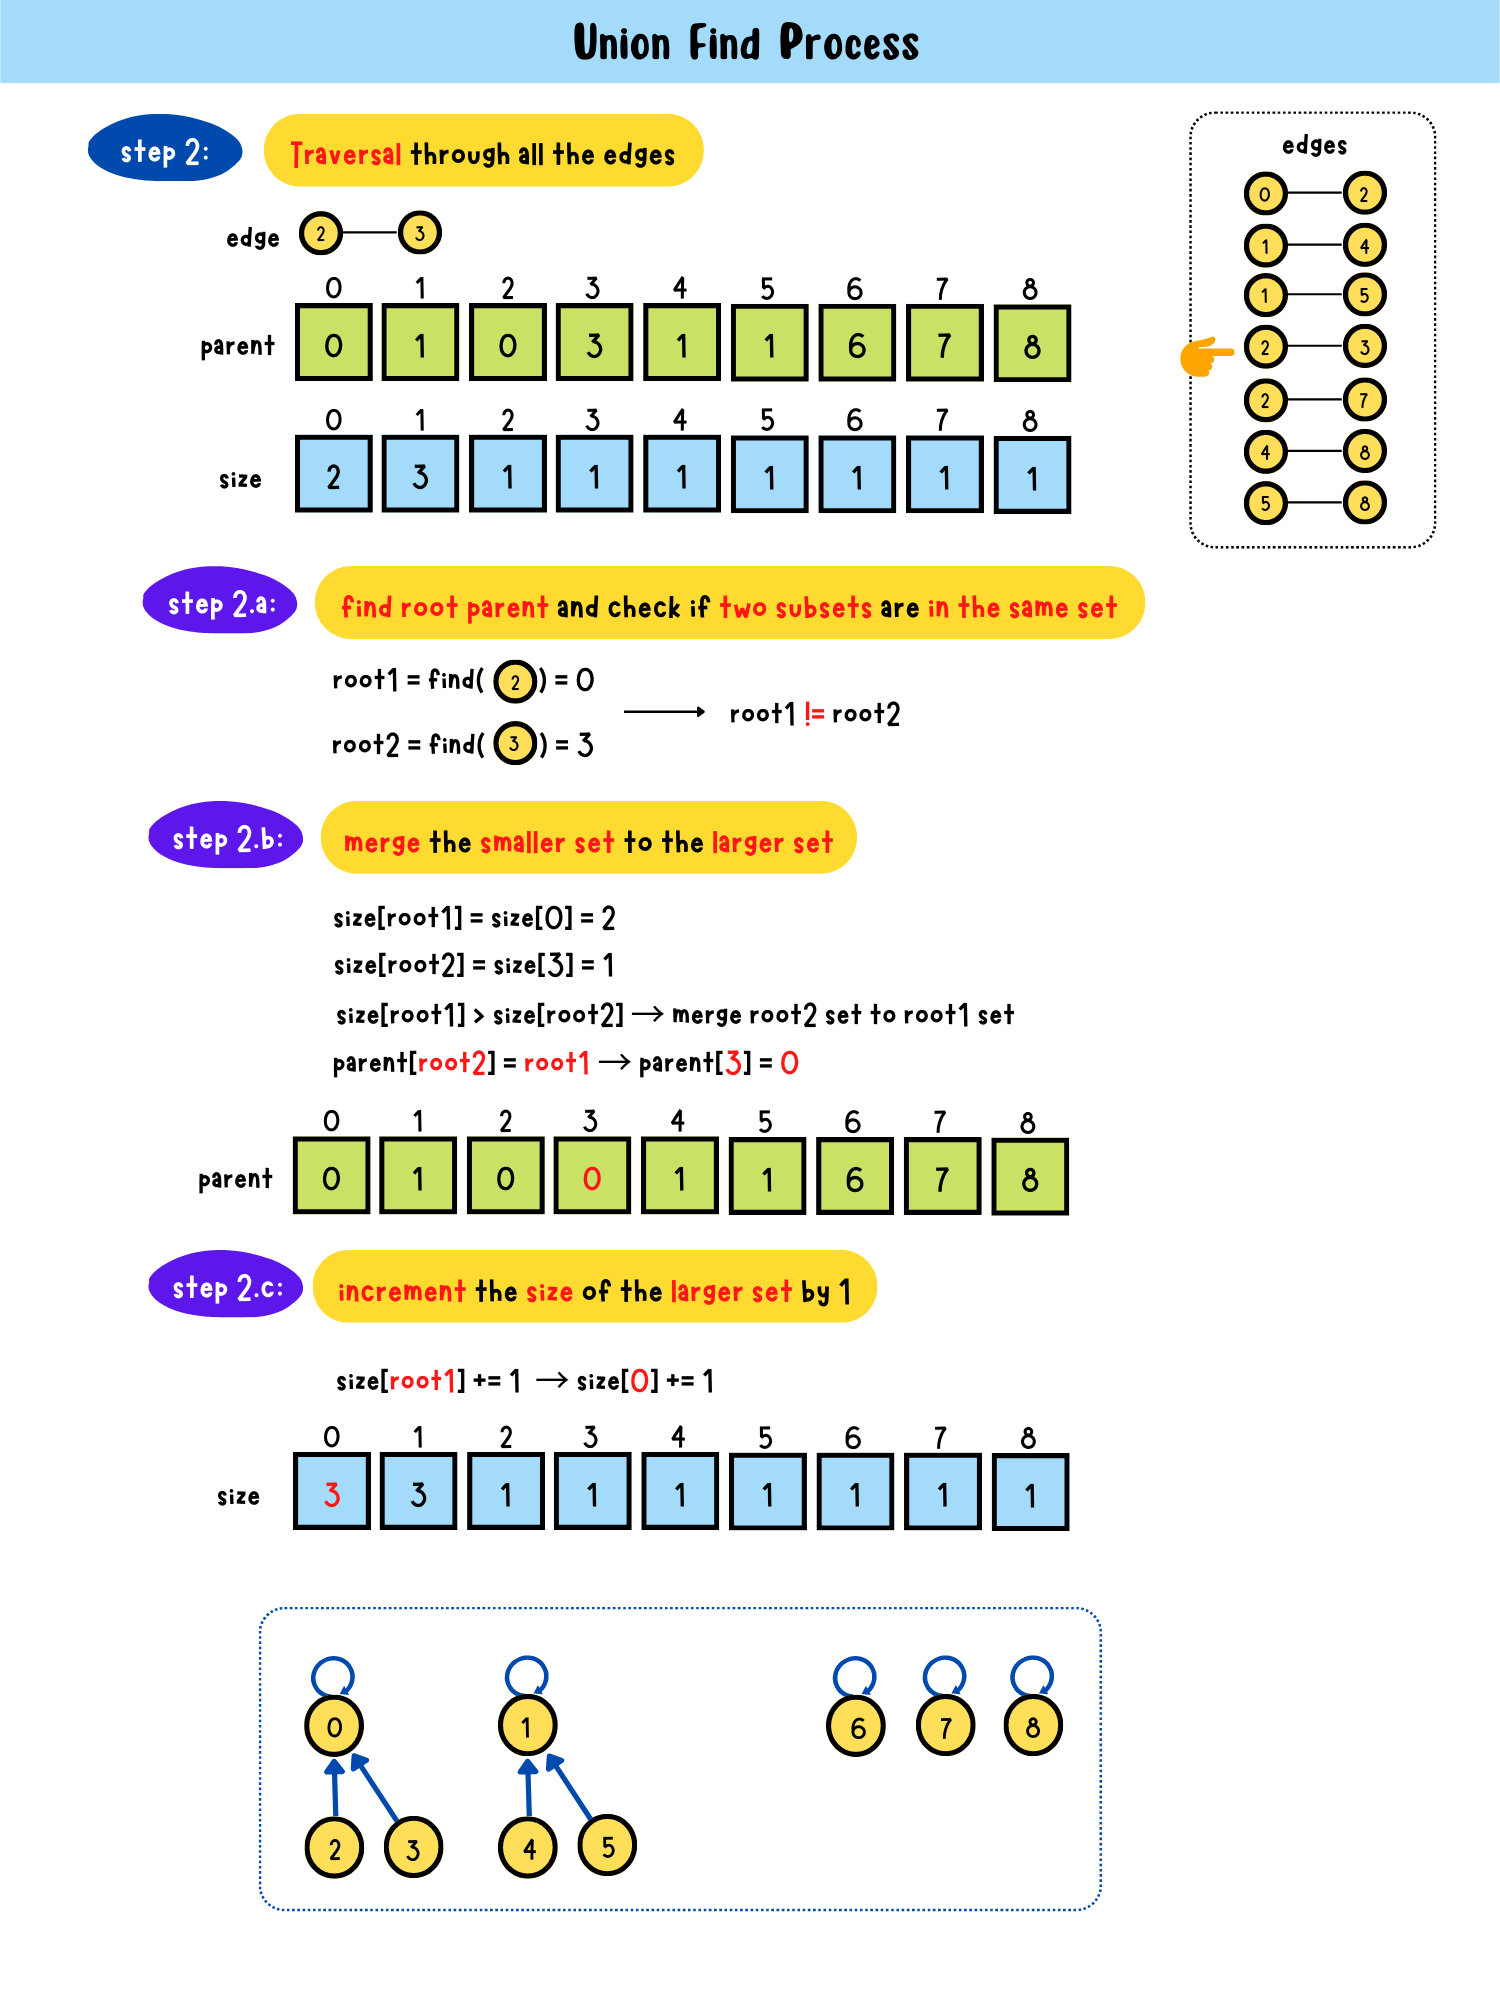 Union Find Process
step 2:
Traversal through all the edges
edges
0 2
1 4
1 5
2 3
2 7
4 8
5 8
edge 2 3
0 1 2 3 4 5 6 7 8
parent 0 1 0 3 1 1 6 7 8
0 1 2 3 4 5 6 7 8
size 2 3 1 1 1 1 1 1 1
step 2.a:
find root parent and check if two subsets are in the same set
root1 = find( 2 ) = 0
root1 != root2
root2 = find( 3 ) = 3
step 2.b:
merge the smaller set to the larger set
size[root1] = size[0] = 2
size[root2] = size[3] = 1
size[root1] > size[root2] → merge root2 set to root1 set
parent[root2] = root1 → parent[3] = 0
0 1 2 3 4 5 6 7 8
parent 0 1 0 0 1 1 6 7 8
step 2.c:
increment the size of the larger set by 1
size[root1] += 1 → size[0] += 1
0 1 2 3 4 5 6 7 8
size 3 3 1 1 1 1 1 1 1
0 1 6 7 8
2 3 4 5